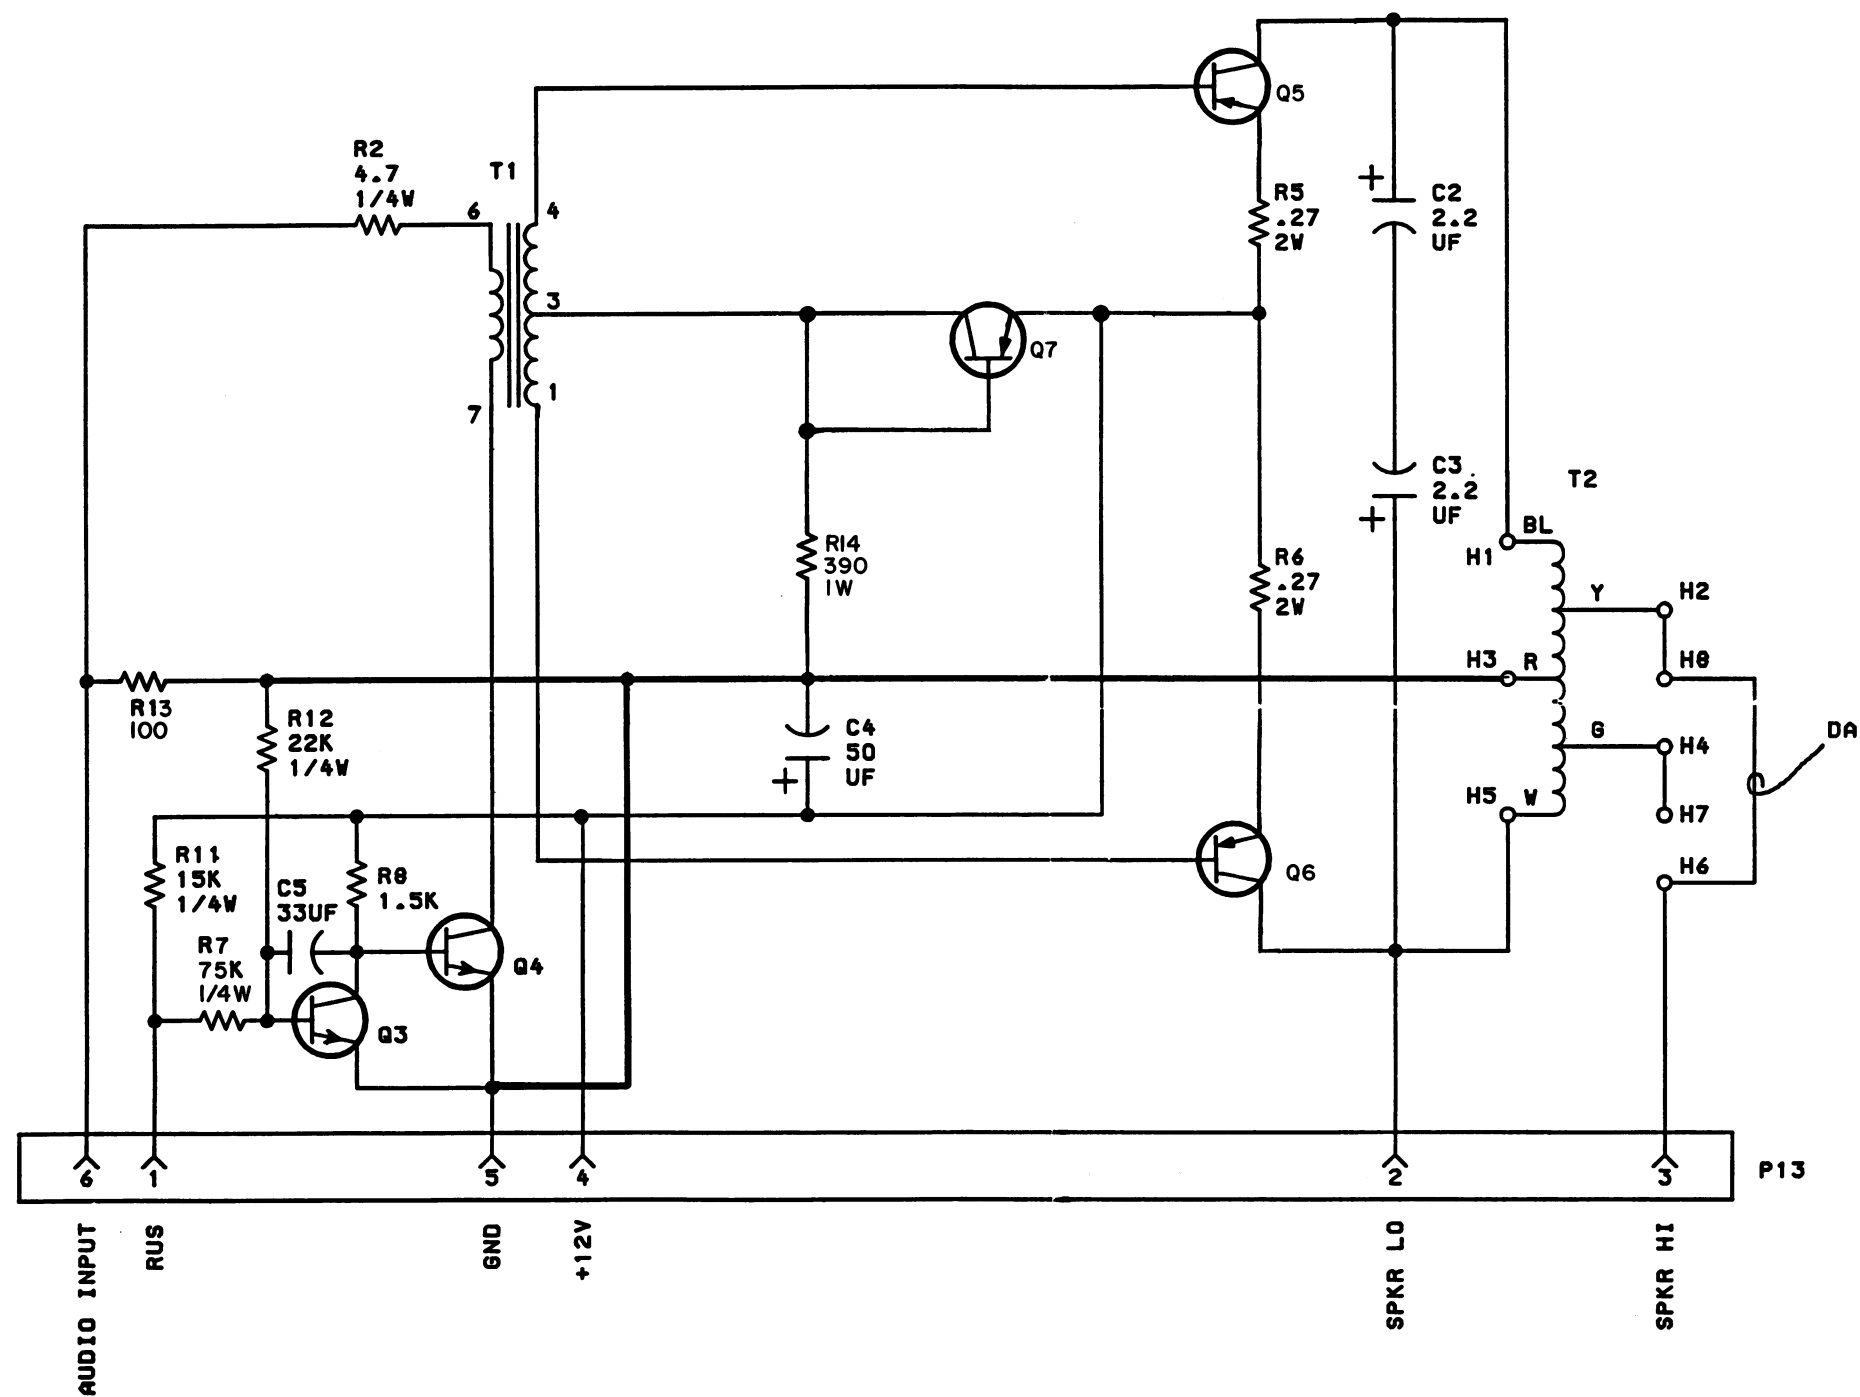 Q5
R2
4.7
1/4W
T1
6
4
R5
.27
2W
+
C2
2.2
UF
3
Q7
1
7
C3
2.2
UF
+
T2
BL
H1
R14
390
1W
R6
.27
2W
Y
H2
H3
R
H8
R13
100
R12
22K
1/4W
C4
50
UF
+
G
H4
DA
H5
W
H7
R11
15K
1/4W
C5
33UF
R8
1.5K
Q6
H6
R7
75K
1/4W
Q4
Q3
6
1
5
4
2
3
P13
AUDIO INPUT
RUS
GND
+12V
SPKR LO
SPKR HI